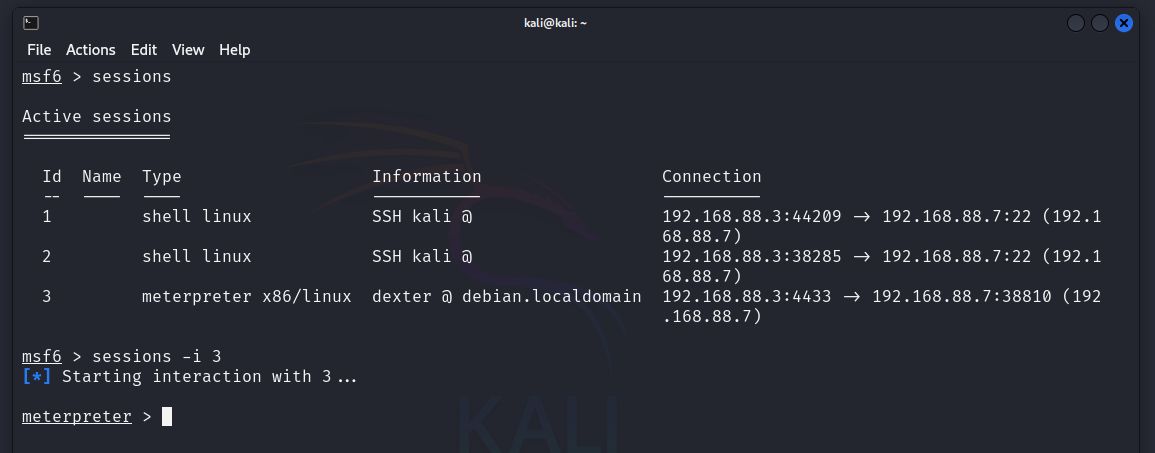 kali@kali: ~
File Actions Edit View Help
msf6 > sessions
Active sessions
===============
Id Name Type Information Connection
-- ---- ---- ----------- ----------
1 shell linux SSH kali @ 192.168.88.3:44209 -> 192.168.88.7:22 (192.1
68.88.7)
2 shell linux SSH kali @ 192.168.88.3:38285 -> 192.168.88.7:22 (192.1
68.88.7)
3 meterpreter x86/linux dexter @ debian.localdomain 192.168.88.3:4433 -> 192.168.88.7:38810 (192
.168.88.7)
msf6 > sessions -i 3
[*] Starting interaction with 3...
meterpreter >
KALI